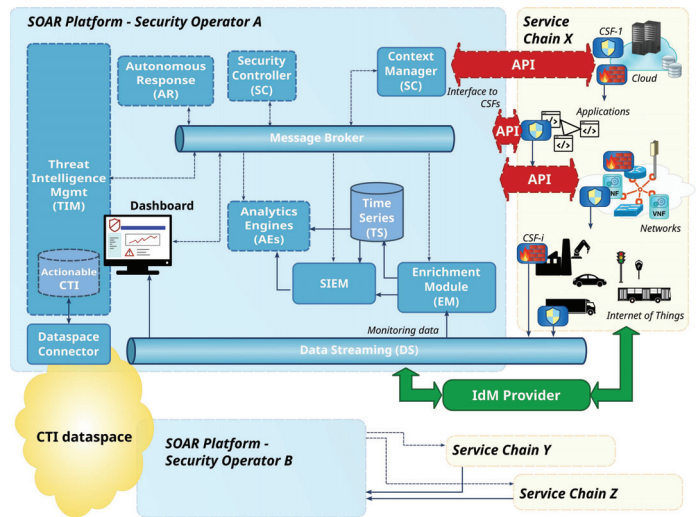 SOAR Platform - Security Operator A
Service
Chain X
Autonomous
Response
(AR)
Security
Controller
(SC)
Context
Manager
(SC)
API
Interface to
CSFs
CSF-1
Cloud
Applications
Message Broker
API
API
Threat
Intelligence
Mgmt
(TIM)
Dashboard
Analytics
Engines
(AEs)
Time
Series
(TS)
VNF
VNF
Networks
CSF-i
Actionable
CTI
SIEM
Enrichment
Module
(EM)
Internet of Things
Dataspace
Connector
Monitoring data
Data Streaming (DS)
IdM Provider
CTI dataspace
SOAR Platform -
Security Operator B
Service Chain Y
Service Chain Z